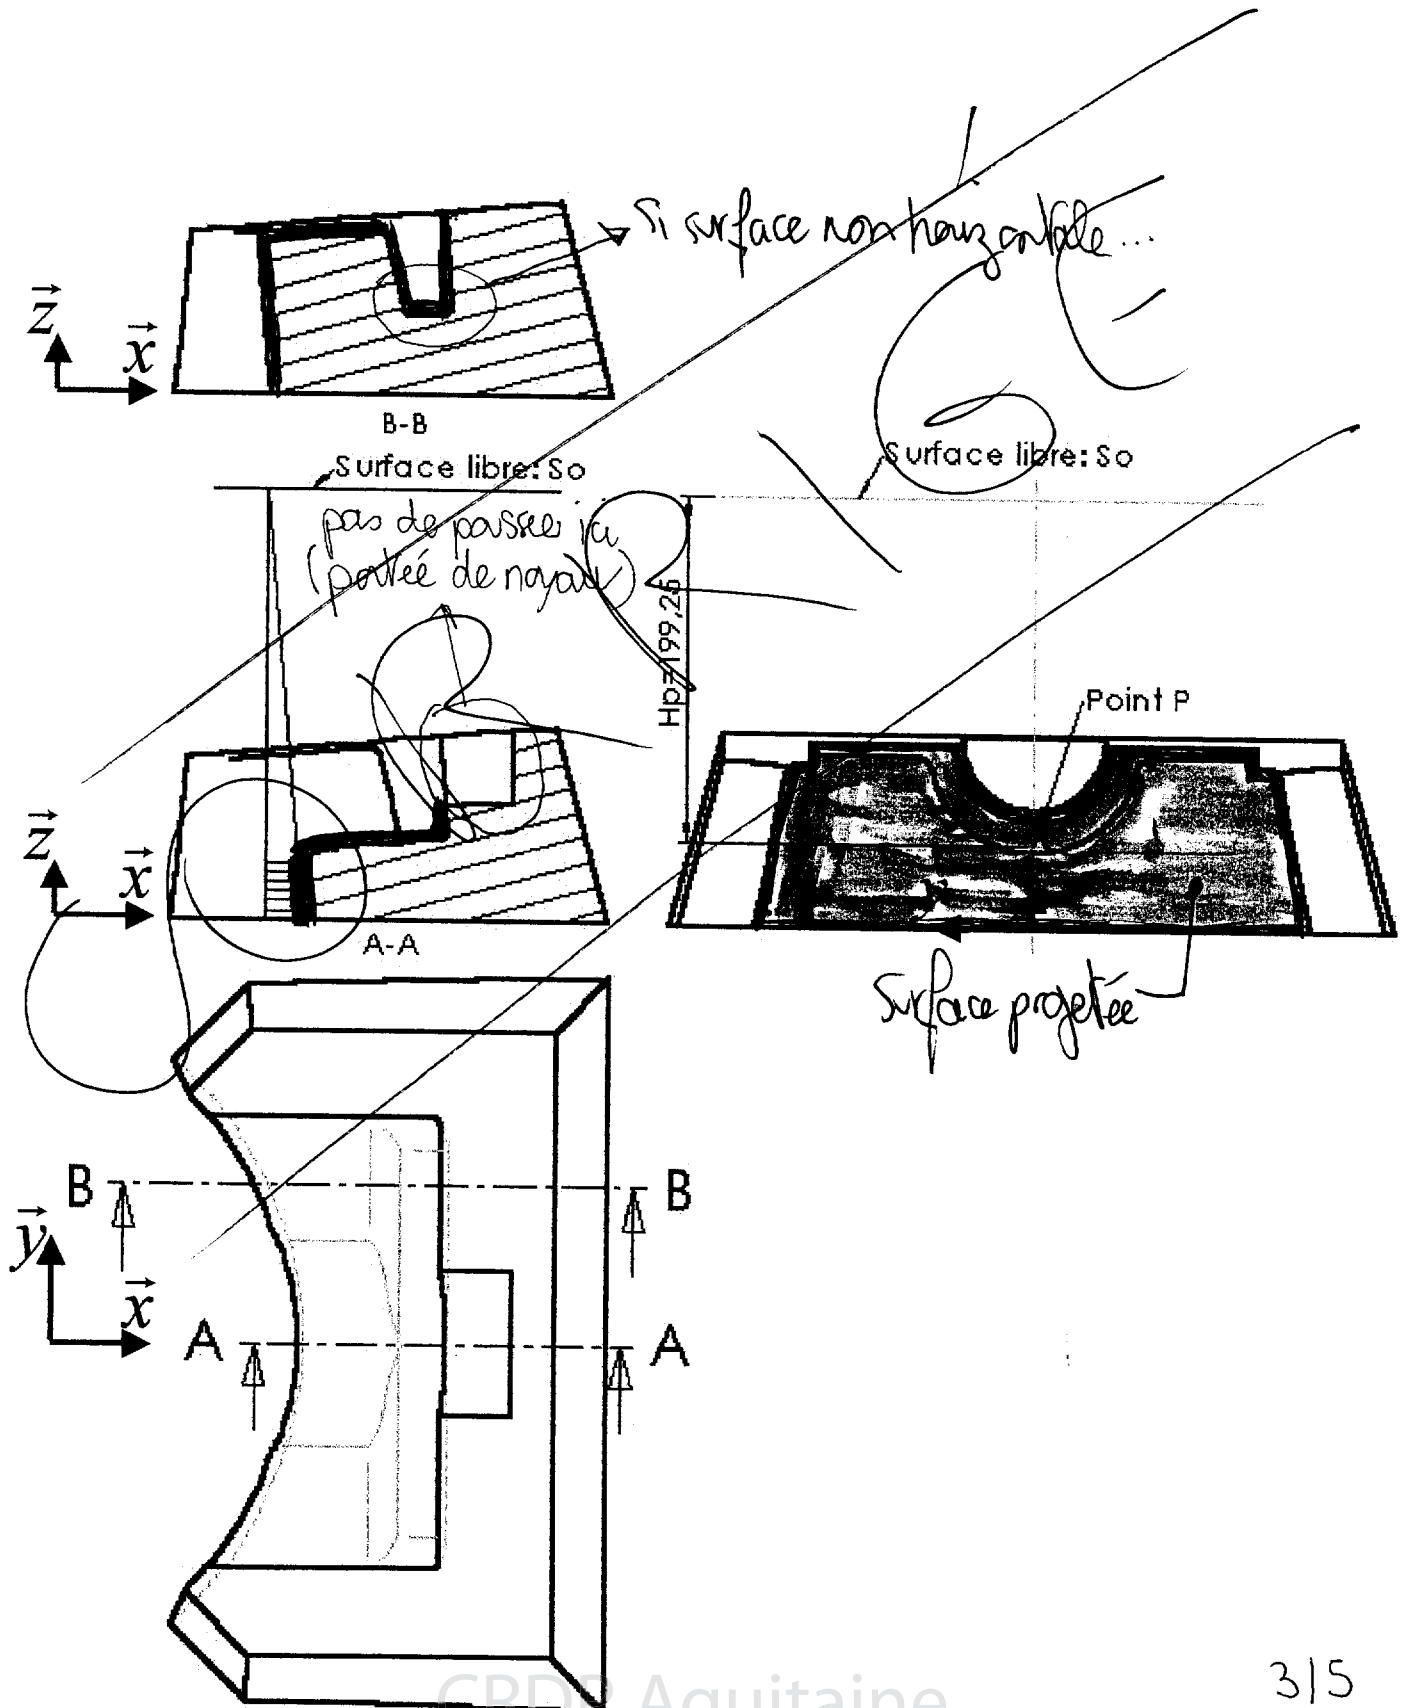 Si surface non horizontale...
z
x
B-B
Surface libre: So
Surface libre: So
pas de poussée ici
(portée de noyau)
Hp=199,25
Point P
z
x
A-A
Surface projetée
B
B
y
x
A
A
CRDP Aquitaine
3/5